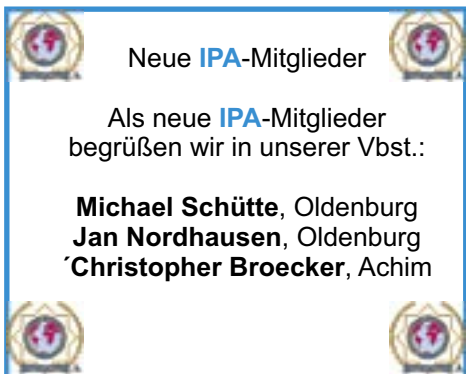 Neue IPA-Mitglieder
Als neue IPA-Mitglieder
begrüßen wir in unserer Vbst.:
Michael Schütte, Oldenburg
Jan Nordhausen, Oldenburg
´Christopher Broecker, Achim